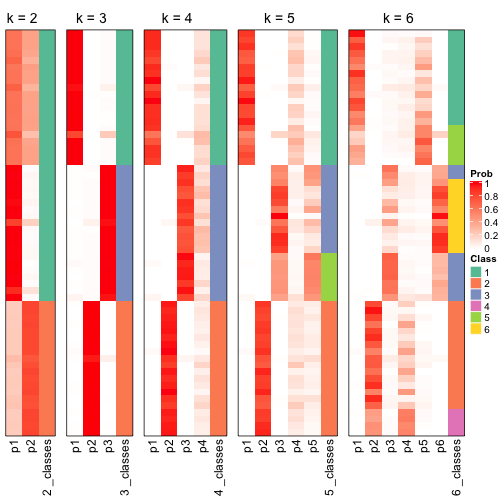 k = 2
k = 3
k = 4
k = 5
k = 6
Prob
1
0.8
0.6
0.4
0.2
0
Class
1
2
3
4
5
6
p1
p2
2_classes
p1
p2
p3
3_classes
p1
p2
p3
p4
4_classes
p1
p2
p3
p4
p5
5_classes
p1
p2
p3
p4
p5
p6
6_classes